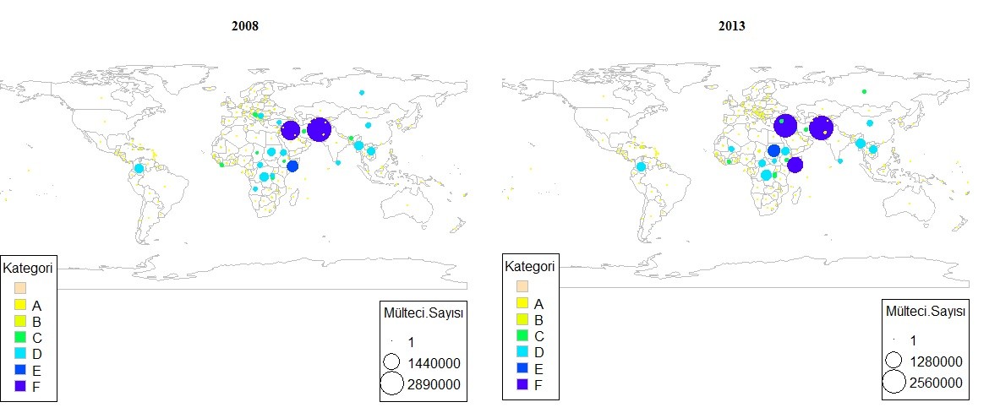 2008
Kategori
A
B
C
D
E
F
Mülteci.Sayısı
1
1440000
2890000
2013
Kategori
A
B
C
D
E
F
Mülteci.Sayısı
1
1280000
2560000